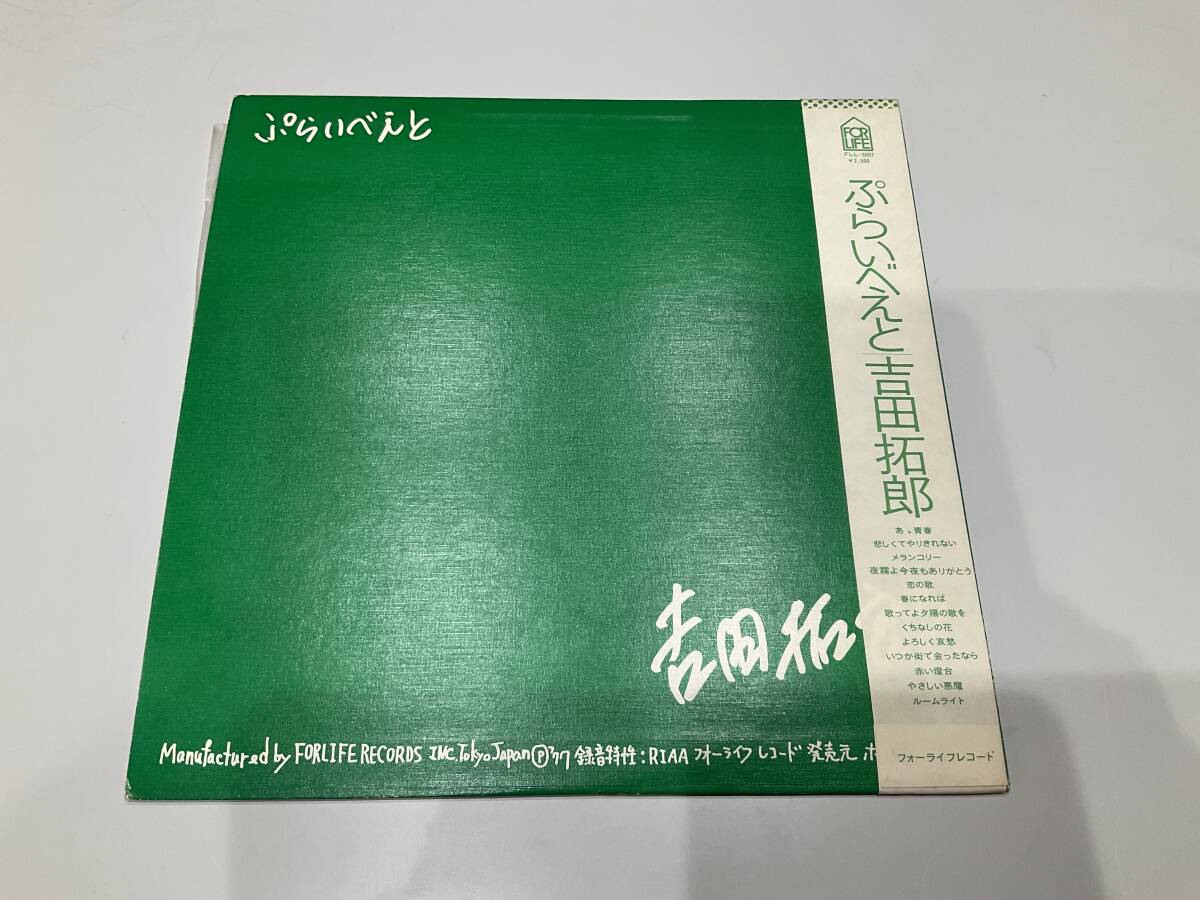 ぷらいべえと
吉田拓
Manufactured by FORLIFE RECORDS INC. Tokyo Japan Ⓟ'77 録音特性:RIAA フォーライフ レコード 発売元 ポ
FOR
LIFE
FLL-5007
¥2,300
ぷらいべえと 吉田拓郎
あゝ青春
悲しくてやりきれない
メランコリー
夜霧よ今夜もありがとう
恋の歌
春になれば
歌ってよ夕陽の歌を
くちなしの花
よろしく哀愁
いつか街で会ったなら
赤い燈台
やさしい悪魔
ルームライト
フォーライフレコード